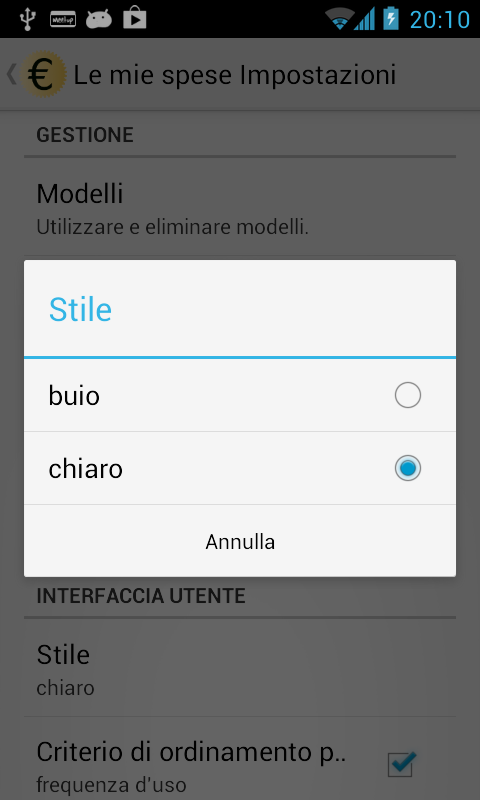 meetup
20:10
€
Le mie spese Impostazioni
GESTIONE
Modelli
Utilizzare e eliminare modelli.
Stile
buio
chiaro
Annulla
INTERFACCIA UTENTE
Stile
chiaro
Criterio di ordinamento p..
frequenza d'uso